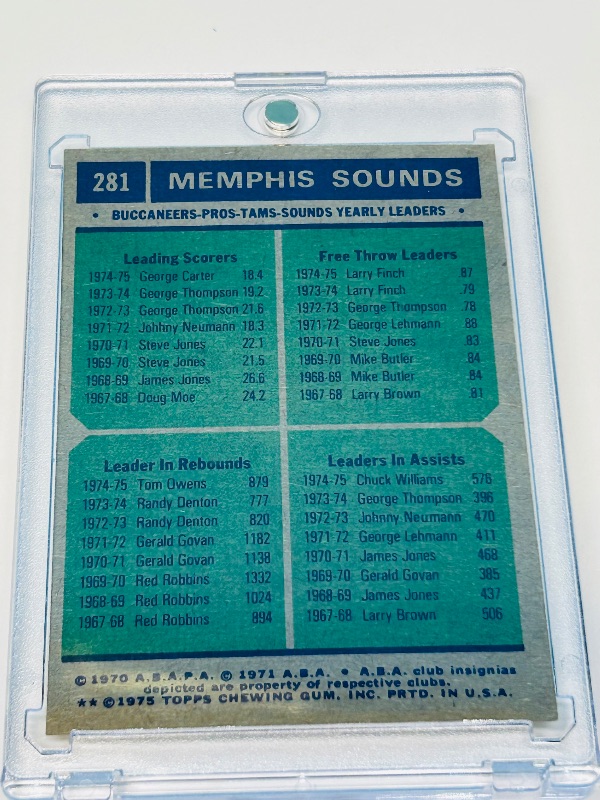 281 MEMPHIS SOUNDS
• BUCCANEERS-PROS-TAMS-SOUNDS YEARLY LEADERS •
Leading Scorers
1974-75 George Carter 18.4
1973-74 George Thompson 19.2
1972-73 George Thompson 21.6
1971-72 Johnny Neumann 18.3
1970-71 Steve Jones 22.1
1969-70 Steve Jones 21.5
1968-69 James Jones 26.6
1967-68 Doug Moe 24.2
Free Throw Leaders
1974-75 Larry Finch .87
1973-74 Larry Finch .79
1972-73 George Thompson .78
1971-72 George Lehmann .88
1970-71 Steve Jones .83
1969-70 Mike Butler .84
1968-69 Mike Butler .84
1967-68 Larry Brown .81
Leader In Rebounds
1974-75 Tom Owens 879
1973-74 Randy Denton 777
1972-73 Randy Denton 820
1971-72 Gerald Govan 1182
1970-71 Gerald Govan 1138
1969-70 Red Robbins 1332
1968-69 Red Robbins 1024
1967-68 Red Robbins 894
Leaders In Assists
1974-75 Chuck Williams 576
1973-74 George Thompson 396
1972-73 Johnny Neumann 470
1971-72 George Lehmann 411
1970-71 James Jones 468
1969-70 Gerald Govan 385
1968-69 James Jones 437
1967-68 Larry Brown 506
© 1970 A.B.A.P.A. © 1971 A.B.A. • A.B.A. club insignias
depicted are property of respective clubs.
★★ ©1975 TOPPS CHEWING GUM, INC. PRTD. IN U.S.A.